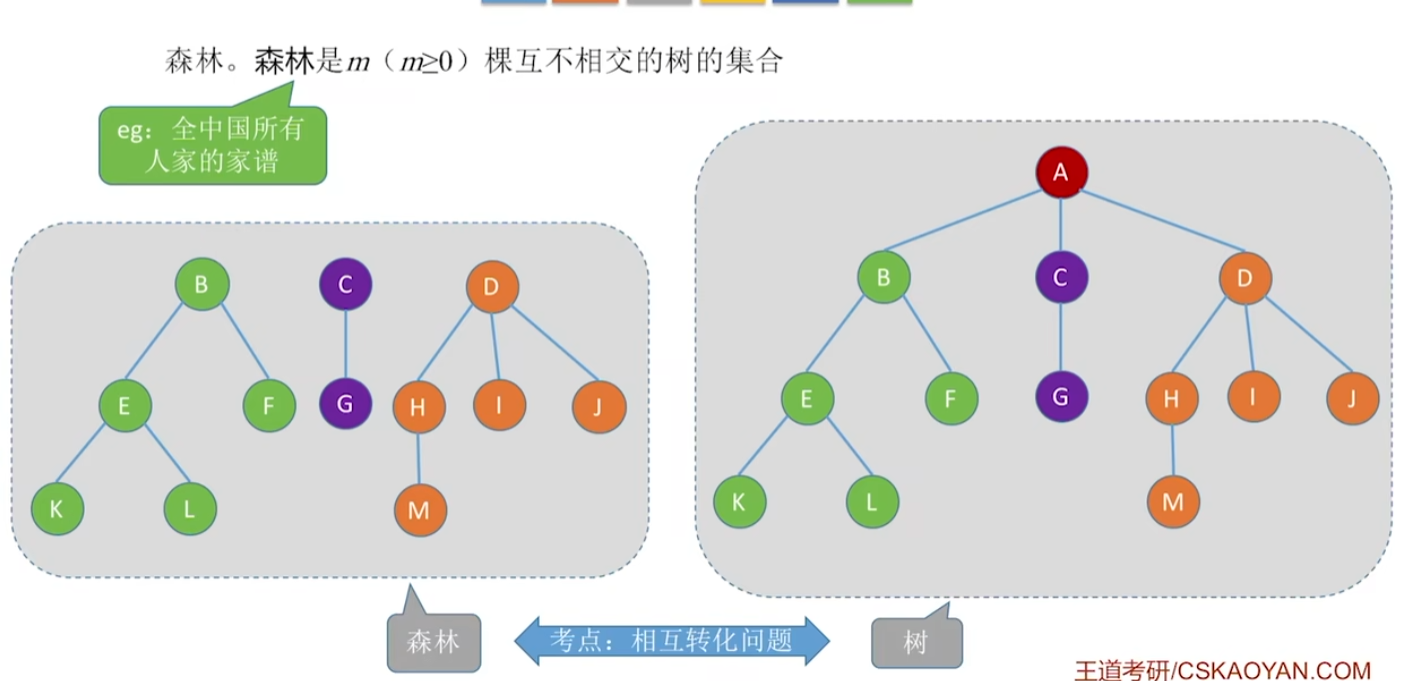 森林。森林是m（m≥0）棵互不相交的树的集合
eg：全中国所有
人家的家谱
A
B
C
D
B
C
D
E
F
G
H
I
J
E
F
G
H
I
J
K
L
M
K
L
M
森林
考点：相互转化问题
树
王道考研/CSKAOYAN.COM